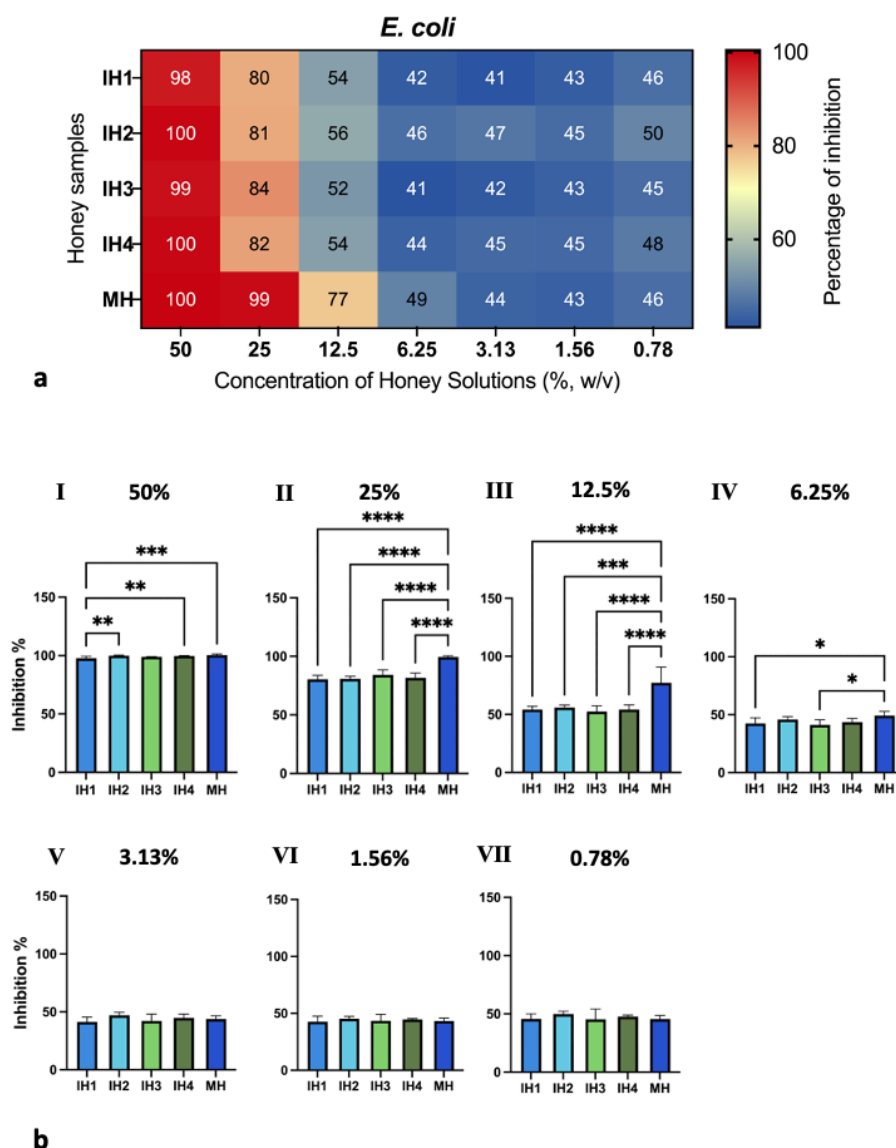 E. coli
IH1 98 80 54 42 41 43 46
IH2 100 81 56 46 47 45 50
IH3 99 84 52 41 42 43 45
IH4 100 82 54 44 45 45 48
MH 100 99 77 49 44 43 46
Honey samples
50 25 12.5 6.25 3.13 1.56 0.78
Concentration of Honey Solutions (%, w/v)
100
80
60
Percentage of inhibition
a
I 50%
***
**
**
150
100
50
0
Inhibition %
IH1 IH2 IH3 IH4 MH
II 25%
****
****
****
****
150
100
50
0
IH1 IH2 IH3 IH4 MH
III 12.5%
****
***
****
****
150
100
50
0
IH1 IH2 IH3 IH4 MH
IV 6.25%
*
*
150
100
50
0
IH1 IH2 IH3 IH4 MH
V 3.13%
150
100
50
0
Inhibition %
IH1 IH2 IH3 IH4 MH
VI 1.56%
150
100
50
0
IH1 IH2 IH3 IH4 MH
VII 0.78%
150
100
50
0
IH1 IH2 IH3 IH4 MH
b